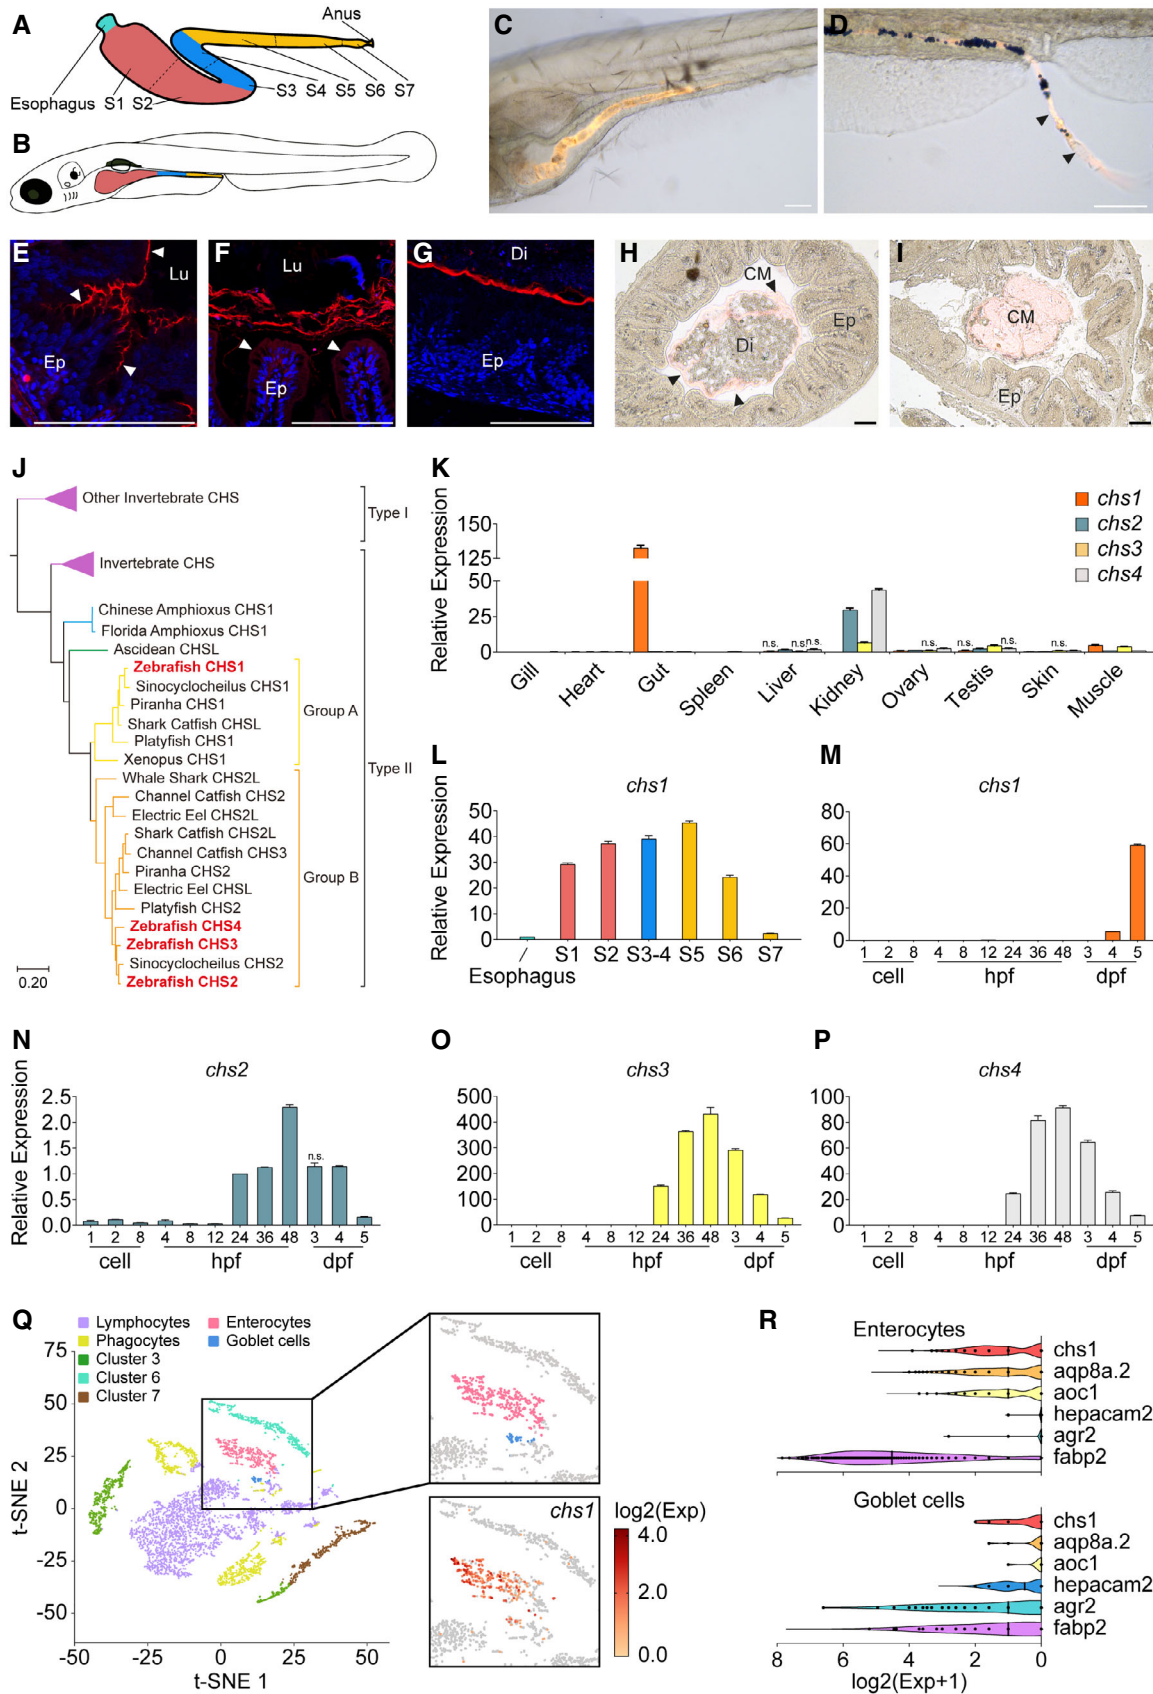 A
Anus
Esophagus S1 S2 S3 S4 S5 S6 S7
B
C
D
E
Lu
Ep
F
Lu
Ep
G
Di
Ep
H
CM
Ep
Di
I
CM
Ep
J
Other Invertebrate CHS
Type I
Invertebrate CHS
Chinese Amphioxus CHS1
Florida Amphioxus CHS1
Ascidean CHSL
Zebrafish CHS1
Sinocyclocheilus CHS1
Piranha CHS1
Shark Catfish CHSL
Platyfish CHS1
Xenopus CHS1
Group A
Type II
Whale Shark CHS2L
Channel Catfish CHS2
Electric Eel CHS2L
Shark Catfish CHS2L
Channel Catfish CHS3
Piranha CHS2
Electric Eel CHSL
Platyfish CHS2
Zebrafish CHS4
Zebrafish CHS3
Sinocyclocheilus CHS2
Zebrafish CHS2
Group B
0.20
K
Relative Expression
150
125
50
25
0
chs1
chs2
chs3
chs4
n.s. n.s. n.s. n.s. n.s. n.s. n.s.
Gill Heart Gut Spleen Liver Kidney Ovary Testis Skin Muscle
L
chs1
Relative Expression
50
40
30
20
10
0
/ S1 S2 S3-4 S5 S6 S7
Esophagus
M
chs1
80
60
40
20
0
1 2 8 4 8 12 24 36 48 3 4 5
cell hpf dpf
N
chs2
Relative Expression
2.5
2.0
1.5
1.0
0.5
0.0
n.s.
1 2 8 4 8 12 24 36 48 3 4 5
cell hpf dpf
O
chs3
500
400
300
200
100
0
1 2 8 4 8 12 24 36 48 3 4 5
cell hpf dpf
P
chs4
100
80
60
40
20
0
1 2 8 4 8 12 24 36 48 3 4 5
cell hpf dpf
Q
Lymphocytes Enterocytes
Phagocytes Goblet cells
Cluster 3
Cluster 6
Cluster 7
t-SNE 2
75
50
25
0
-25
-50
-50 -25 0 25 50
t-SNE 1
chs1
log2(Exp)
4.0
2.0
0.0
R
Enterocytes
chs1
aqp8a.2
aoc1
hepacam2
agr2
fabp2
Goblet cells
chs1
aqp8a.2
aoc1
hepacam2
agr2
fabp2
8 6 4 2 0
log2(Exp+1)